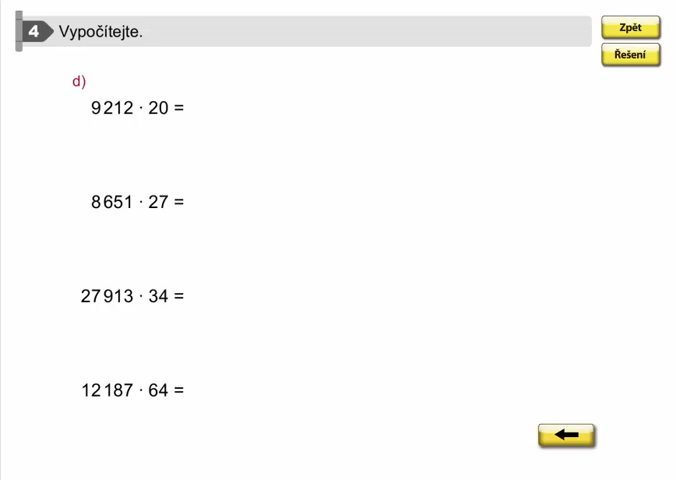 4 Vypočítejte.
Zpět
Řešení
d)
9 212 · 20 =
8 651 · 27 =
27 913 · 34 =
12 187 · 64 =